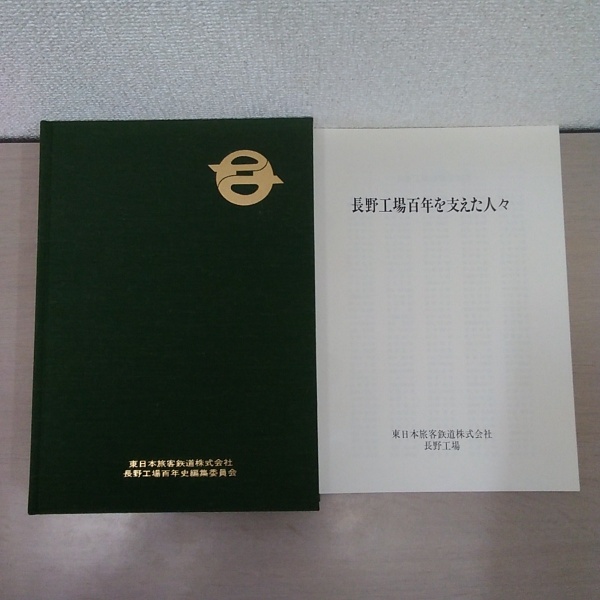 東日本旅客鉄道株式会社
長野工場百年史編集委員会
長野工場百年を支えた人々
東日本旅客鉄道株式会社
長野工場